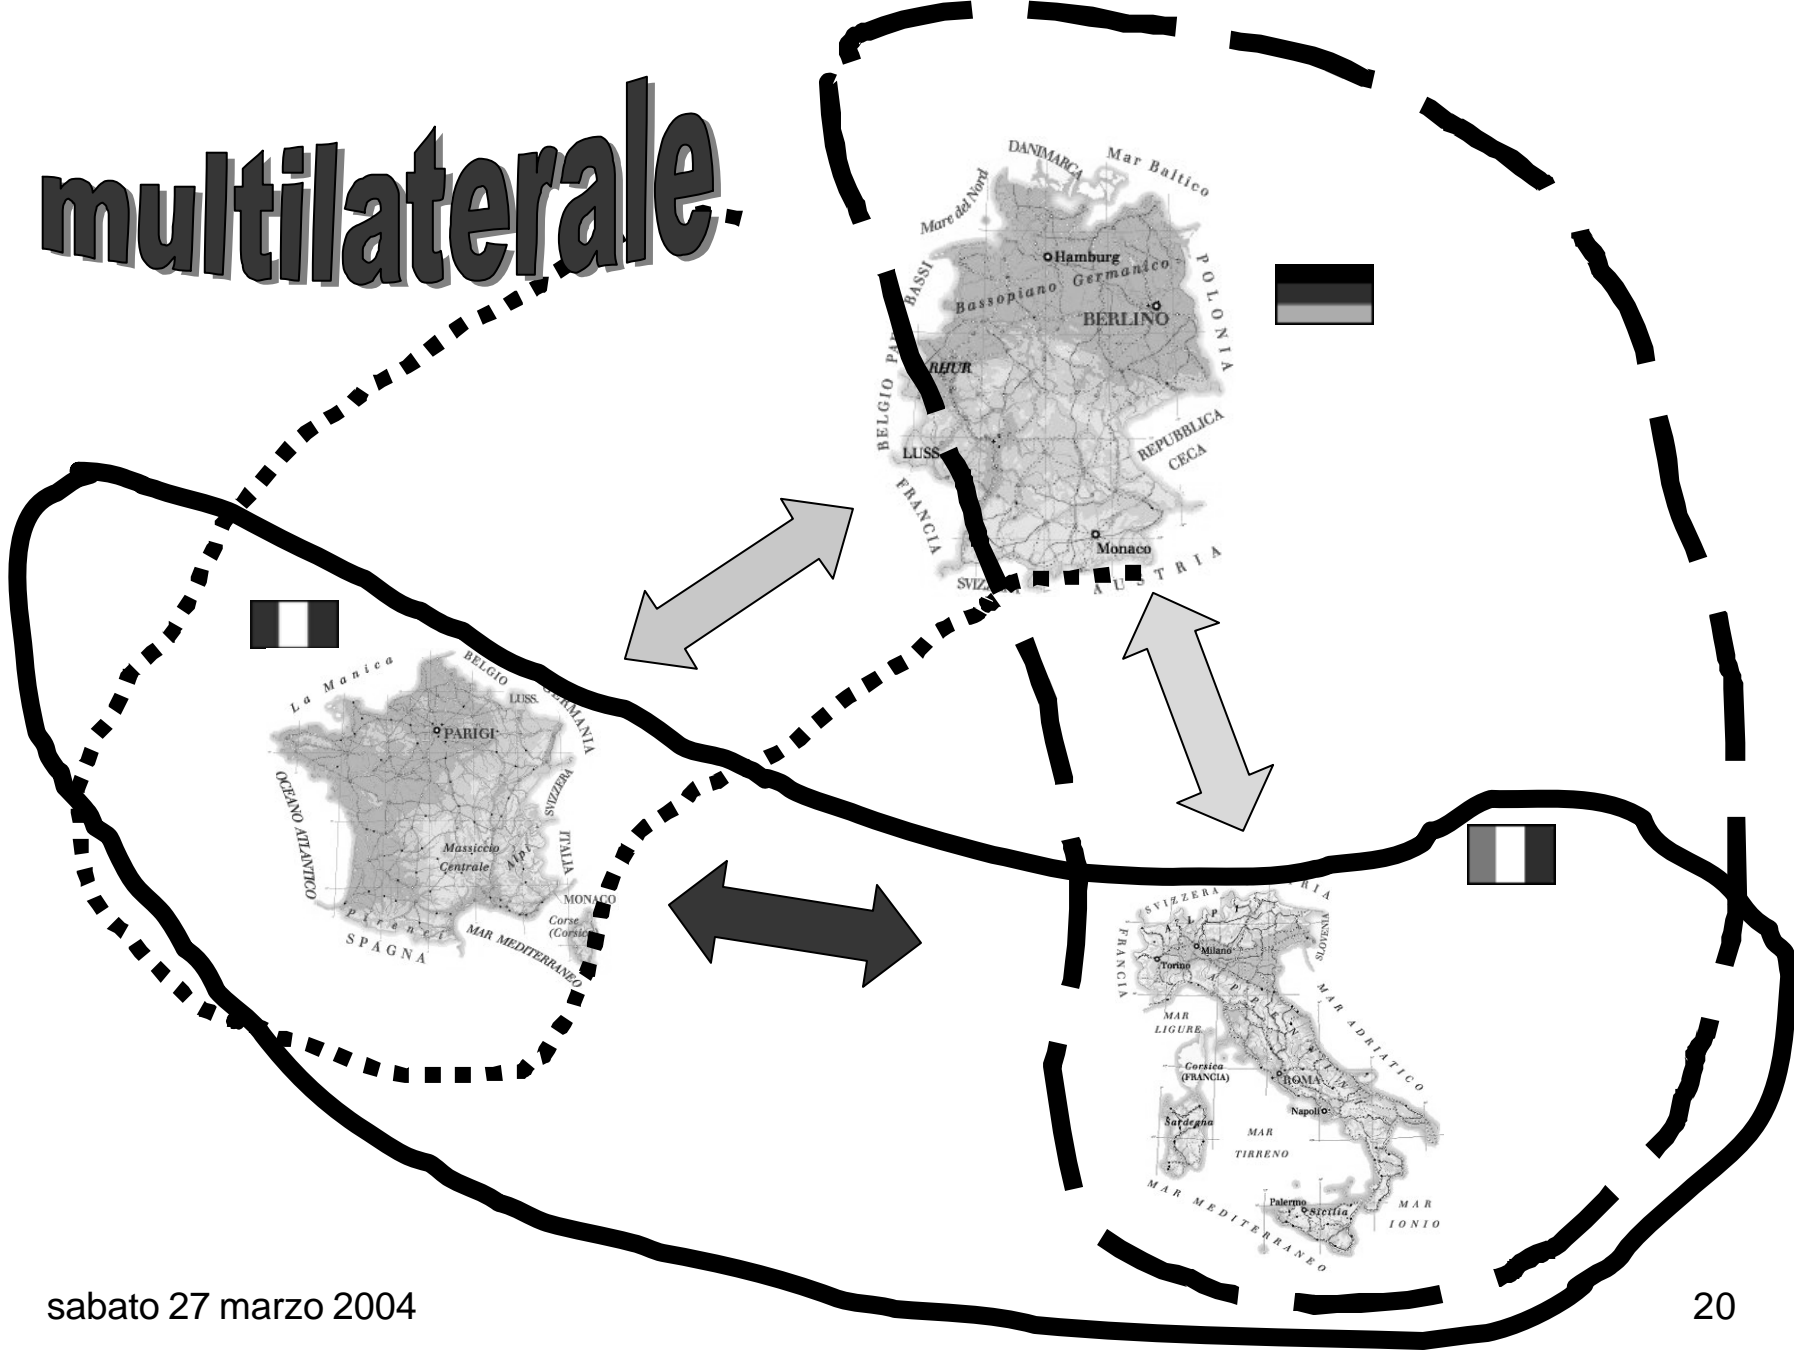 multilaterale
DANIMARCA
Mar Baltico
Mare del Nord
BASSI
Hamburg
Bassopiano Germanico
BERLINO
POLONIA
RHUR
BELGIO
REPUBBLICA
CECA
LUSS.
FRANCIA
Monaco
AUSTRIA
La Manica
BELGIO
LUSS.
GERMANIA
PARIGI
OCEANO ATLANTICO
SVIZZERA
ITALIA
Massiccio
Centrale
Alpi
MONACO
Pirenei
Corse
SPAGNA
MAR MEDITERRANEO
SVIZZERA
ALPI
FRANCIA
SLOVENIA
Milano
Torino
APPENNINI
MAR
LIGURE
MAR ADRIATICO
Corsica
(FRANCIA)
ROMA
Napoli
Sardegna
MAR
TIRRENO
MAR MEDITERRANEO
Palermo
Sicilia
MAR
IONIO
sabato 27 marzo 2004
20